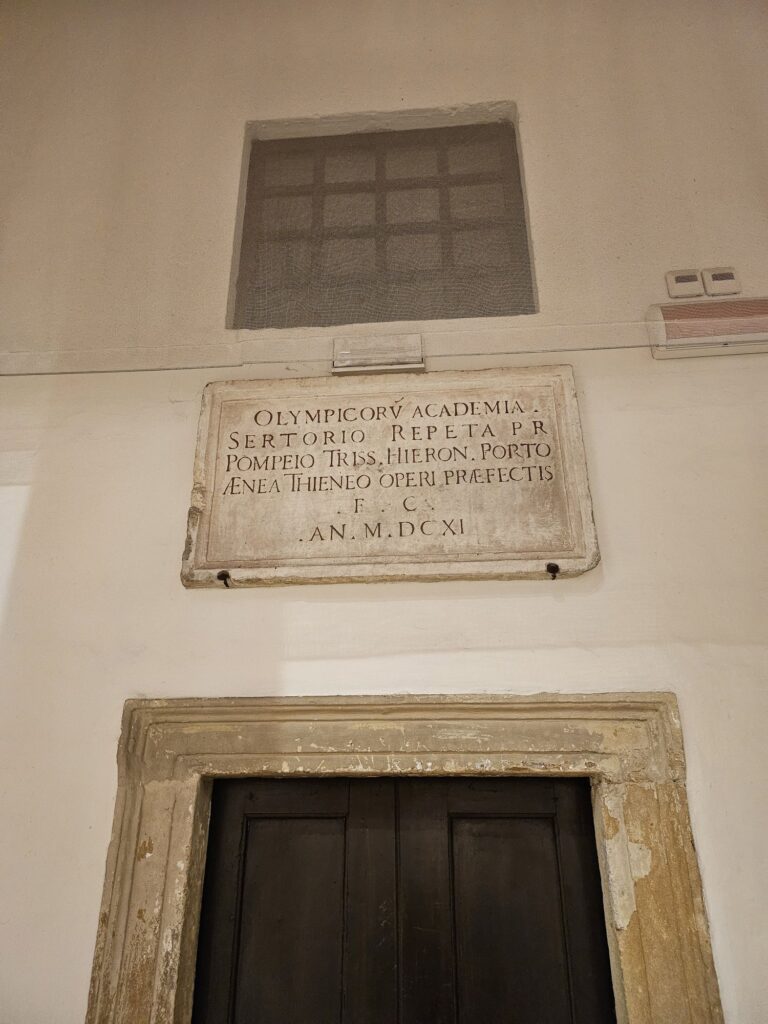 OLYMPICORV̆ ACADEMIA .
SERTORIO REPETA PR
POMPEIO TRISS. HIERON. PORTO
ÆNEA THIENEO OPERI PRÆFECTIS
. F . C .
. AN . M . DCXI